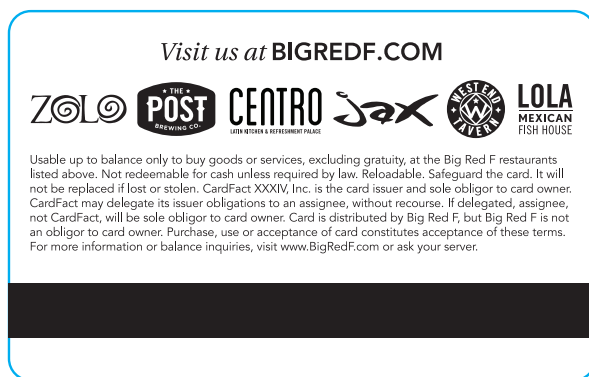 Visit us at BIGREDF.COM
ZOLO
THE
POST
BREWING CO.
CENTRO
LATIN KITCHEN & REFRESHMENT PALACE
Jax
WEST END
W
TAVERN
LOLA
MEXICAN
FISH HOUSE
Usable up to balance only to buy goods or services, excluding gratuity, at the Big Red F restaurants
listed above. Not redeemable for cash unless required by law. Reloadable. Safeguard the card. It will
not be replaced if lost or stolen. CardFact XXXIV, Inc. is the card issuer and sole obligor to card owner.
CardFact may delegate its issuer obligations to an assignee, without recourse. If delegated, assignee,
not CardFact, will be sole obligor to card owner. Card is distributed by Big Red F, but Big Red F is not
an obligor to card owner. Purchase, use or acceptance of card constitutes acceptance of these terms.
For more information or balance inquiries, visit www.BigRedF.com or ask your server.